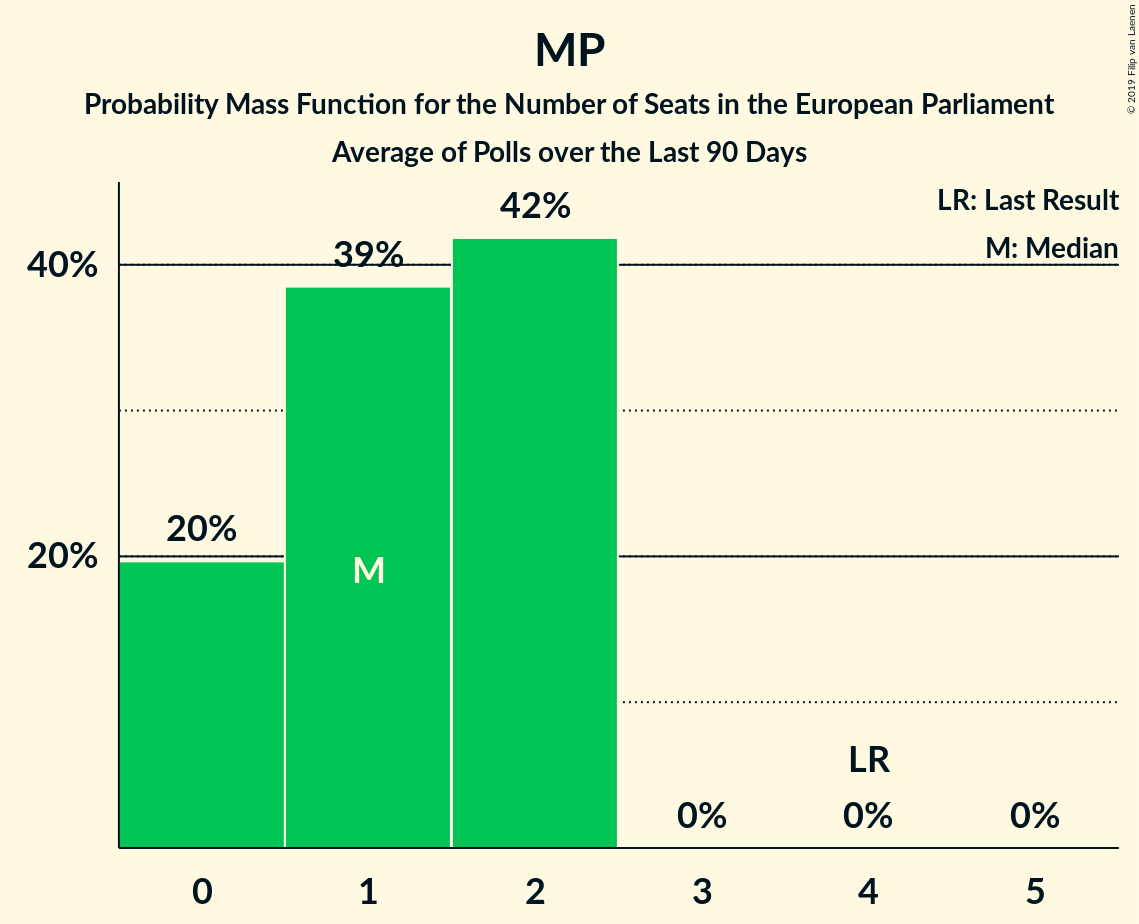 MP
Probability Mass Function for the Number of Seats in the European Parliament
Average of Polls over the Last 90 Days
© 2019 Filip van Laenen
LR: Last Result
M: Median
42%
39%
40%
20%
20%
M
LR
0%
0%
0%
0
1
2
3
4
5